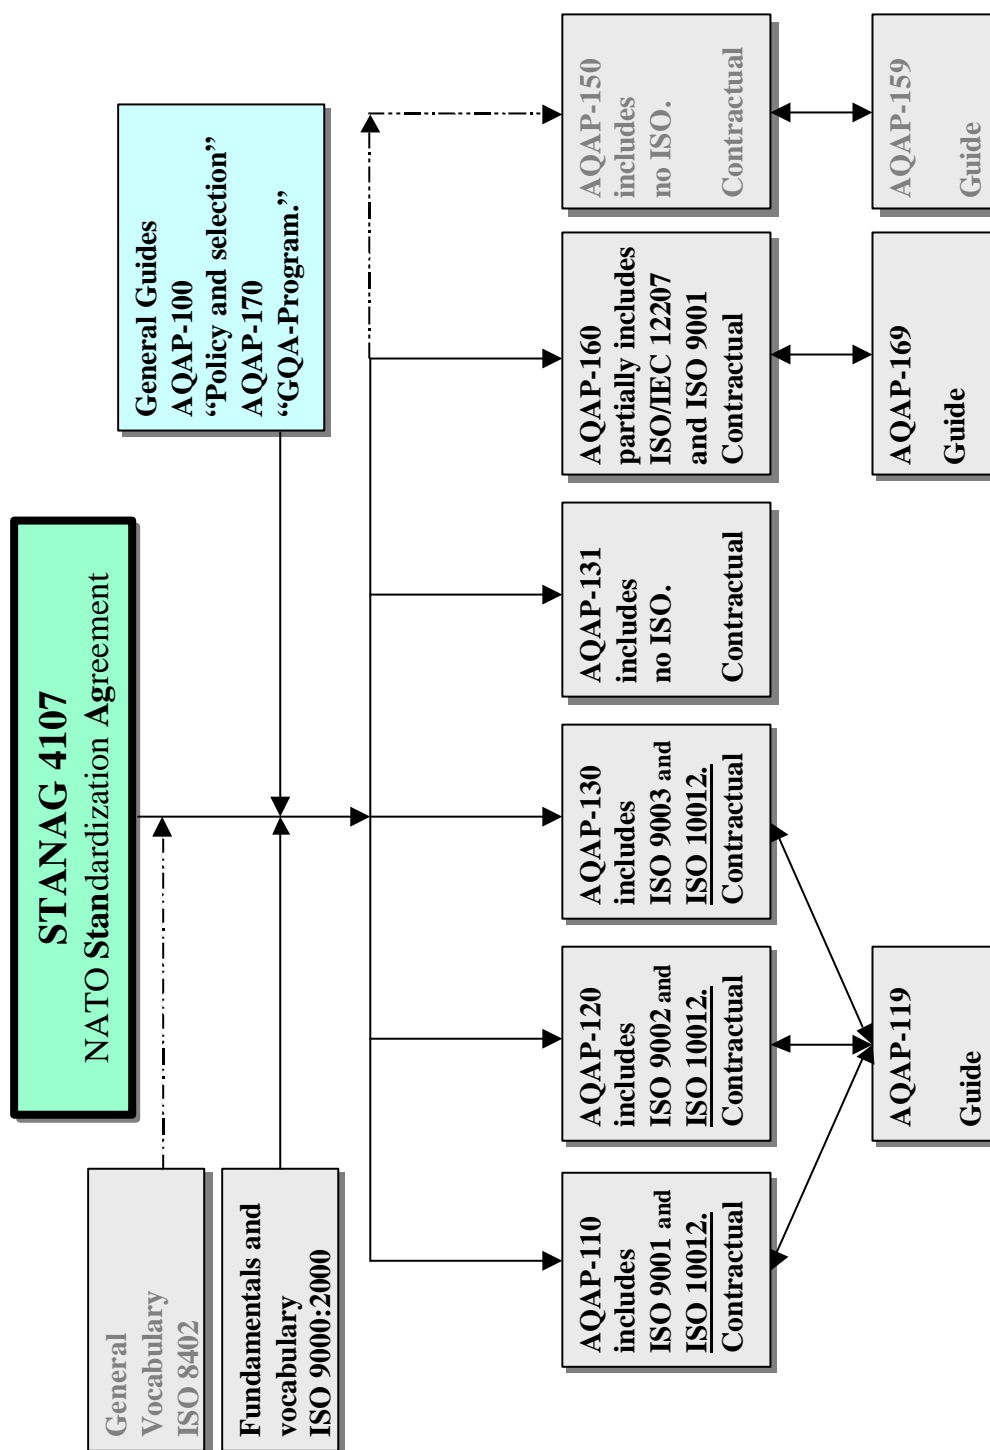 STANAG 4107
NATO Standardization Agreement
General
Vocabulary
ISO 8402
Fundamentals and
vocabulary
ISO 9000:2000
General Guides
AQAP-100
“Policy and selection”
AQAP-170
“GQA-Program.”
AQAP-110
includes
ISO 9001 and
ISO 10012.
Contractual
AQAP-120
includes
ISO 9002 and
ISO 10012.
Contractual
AQAP-130
includes
ISO 9003 and
ISO 10012.
Contractual
AQAP-131
includes
no ISO.
Contractual
AQAP-160
partially includes
ISO/IEC 12207
and ISO 9001
Contractual
AQAP-150
includes
no ISO.
Contractual
AQAP-119
Guide
AQAP-169
Guide
AQAP-159
Guide